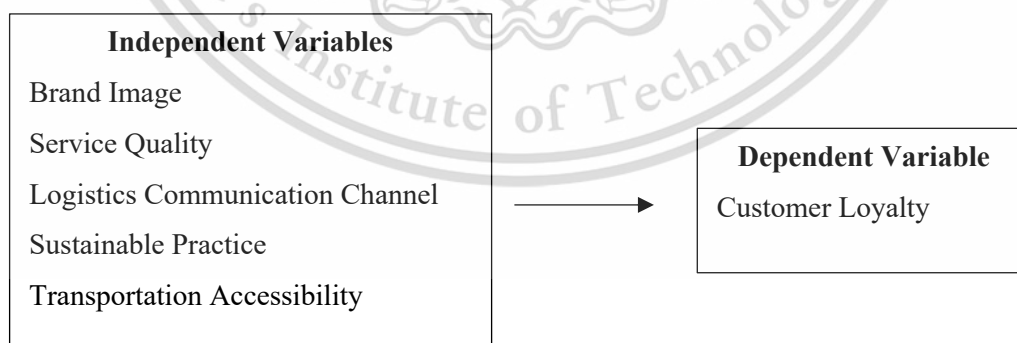 Independent Variables
Brand Image
Service Quality
Logistics Communication Channel
Sustainable Practice
Transportation Accessibility
Dependent Variable
Customer Loyalty
Institute of Technolo